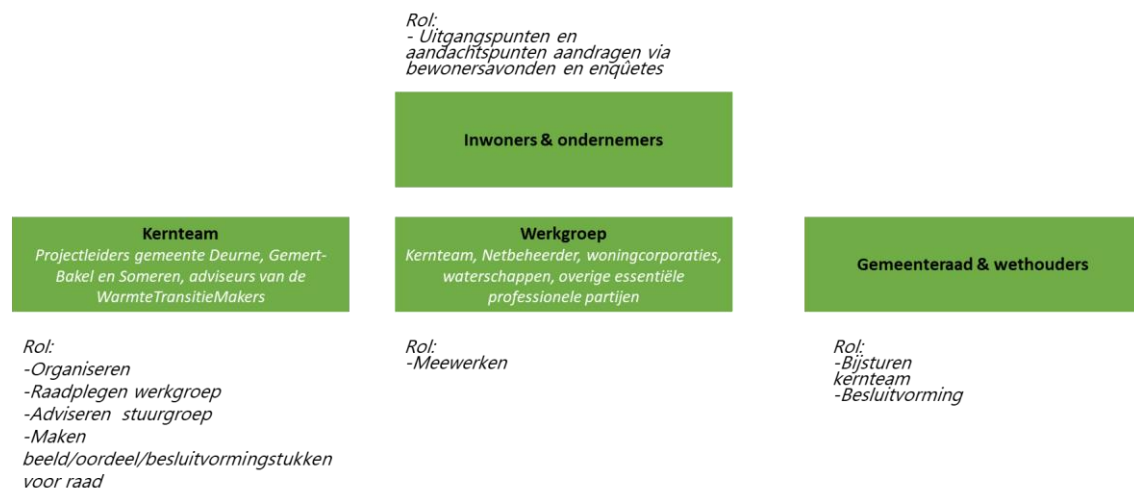 Rol:
- Uitgangspunten en
aandachtspunten aandragen via
bewonersavonden en enqûetes
Inwoners & ondernemers
Kernteam
Projectleiders gemeente Deurne, Gemert-
Bakel en Someren, adviseurs van de
WarmteTransitieMakers
Werkgroep
Kernteam, Netbeheerder, woningcorporaties,
waterschappen, overige essentiële
professionele partijen
Gemeenteraad & wethouders
Rol:
-Organiseren
-Raadplegen werkgroep
-Adviseren stuurgroep
-Maken
beeld/oordeel/besluitvormingstukken
voor raad
Rol:
-Meewerken
Rol:
-Bijsturen
kernteam
-Besluitvorming